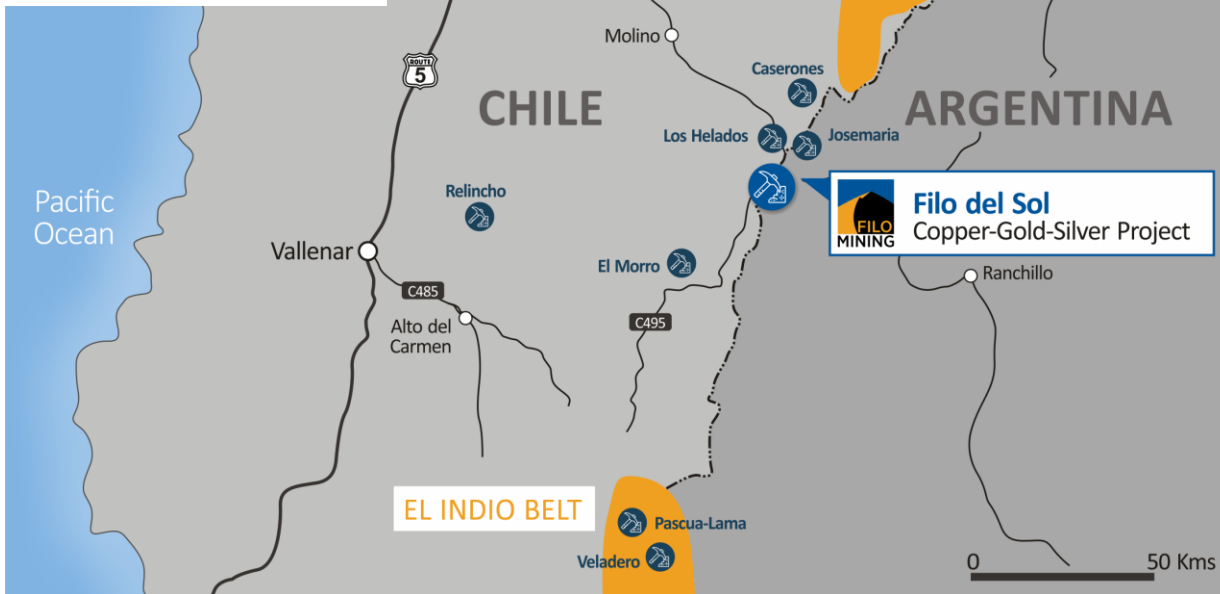 Molino
ROUTE
5
Caserones
CHILE
ARGENTINA
Los Helados
Josemaria
Relincho
Pacific
Ocean
FILO
MINING
Filo del Sol
Copper-Gold-Silver Project
Vallenar
El Morro
Ranchillo
C485
Alto del
Carmen
C495
EL INDIO BELT
Pascua-Lama
Veladero
0
50 Kms